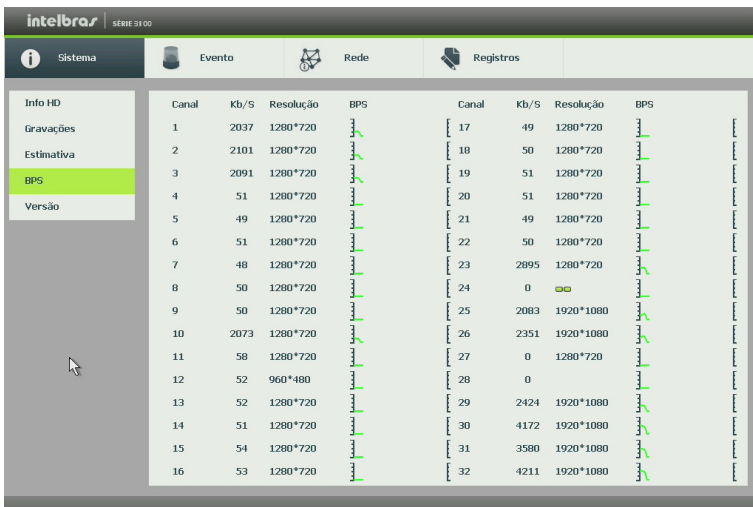 intelbras SÉRIE 3100
Sistema Evento Rede Registros
Info HD
Gravações
Estimativa
BPS
Versão
Canal Kb/S Resolução BPS Canal Kb/S Resolução BPS
1 2037 1280*720 17 49 1280*720
2 2101 1280*720 18 50 1280*720
3 2091 1280*720 19 51 1280*720
4 51 1280*720 20 51 1280*720
5 49 1280*720 21 49 1280*720
6 51 1280*720 22 50 1280*720
7 48 1280*720 23 2895 1280*720
8 50 1280*720 24 0
9 50 1280*720 25 2083 1920*1080
10 2073 1280*720 26 2351 1920*1080
11 58 1280*720 27 0 1280*720
12 52 960*480 28 0
13 52 1280*720 29 2424 1920*1080
14 51 1280*720 30 4172 1920*1080
15 54 1280*720 31 3580 1920*1080
16 53 1280*720 32 4211 1920*1080